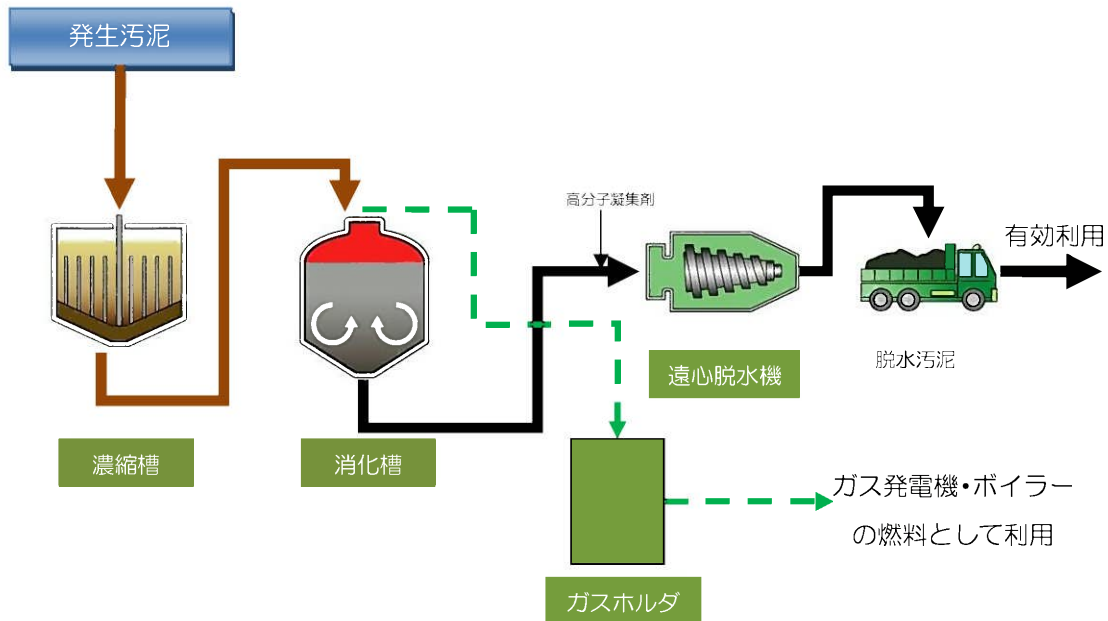 発生汚泥
高分子凝集剤
有効利用
脱水汚泥
遠心脱水機
濃縮槽
消化槽
ガス発電機・ボイラー
の燃料として利用
ガスホルダ